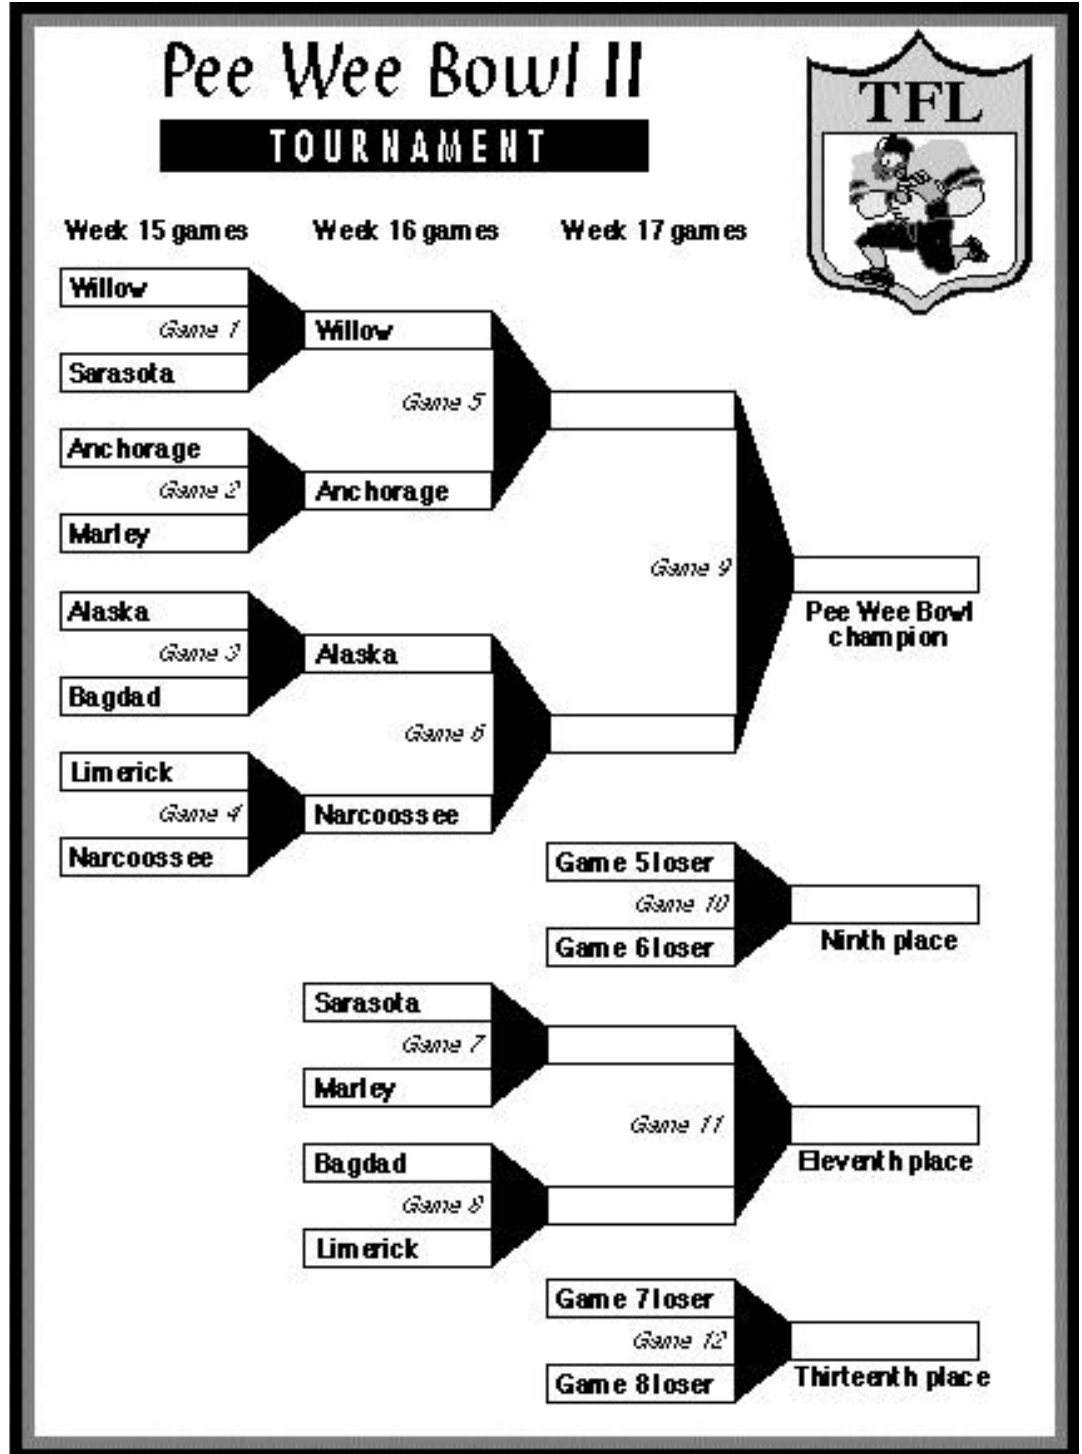 Pee Wee Bowl II
TOURNAMENT
TFL
Week 15 games
Week 16 games
Week 17 games
Willow
Game 1
Sarasota
Willow
Game 5
Anchorage
Game 2
Marley
Anchorage
Game 9
Pee Wee Bowl
champion
Alaska
Game 3
Bagdad
Alaska
Game 6
Limerick
Game 4
Narcoossee
Narcoossee
Game 5 loser
Game 10
Game 6 loser
Ninth place
Sarasota
Game 7
Marley
Game 11
Eleventh place
Bagdad
Game 8
Limerick
Game 7 loser
Game 12
Game 8 loser
Thirteenth place